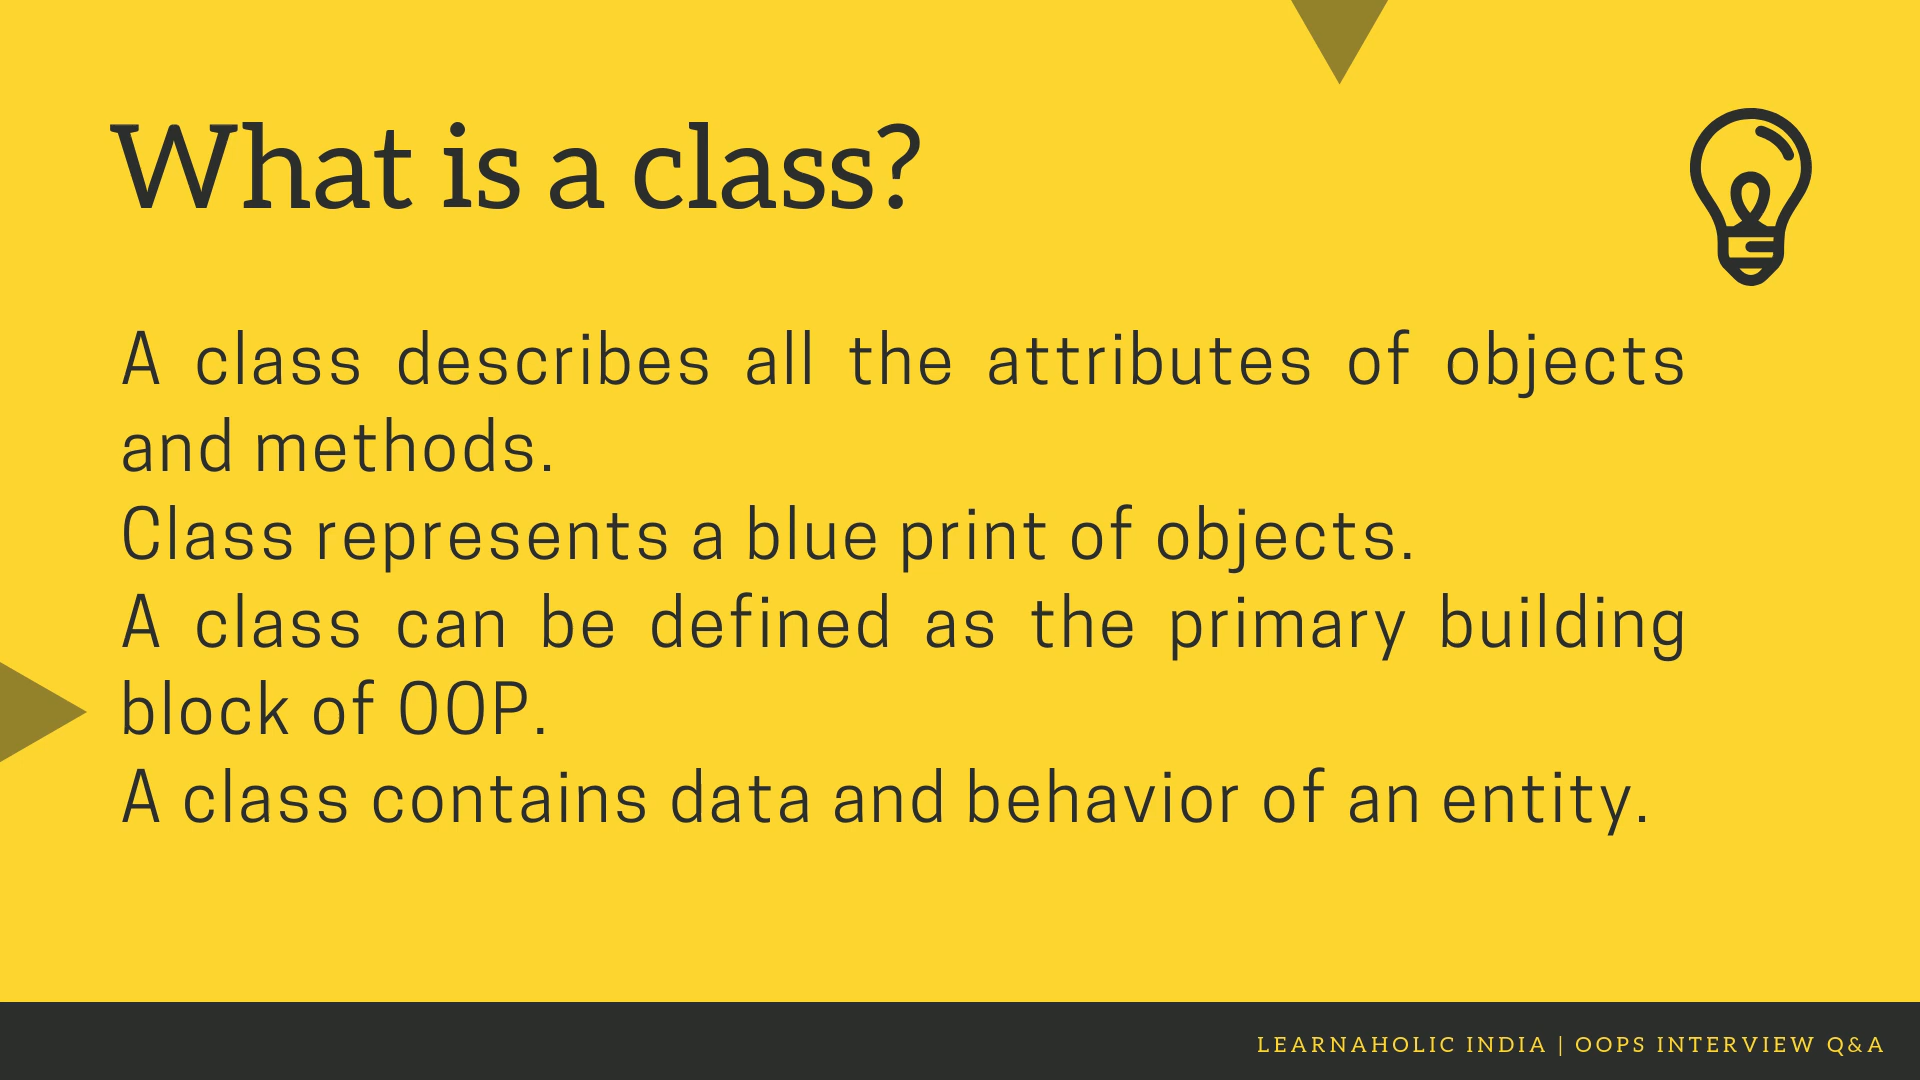 What is a class?
A class describes all the attributes of objects
and methods.
Class represents a blue print of objects.
A class can be defined as the primary building
block of OOP.
A class contains data and behavior of an entity.
LEARNAHOLIC INDIA | OOPS INTERVIEW Q&A